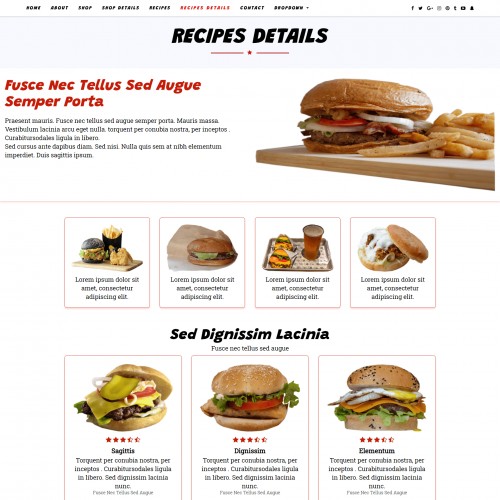 HOME ABOUT SHOP SHOP DETAILS RECIPES RECIPES DETAILS CONTACT DROPDOWN
RECIPES DETAILS
Fusce Nec Tellus Sed Augue
Semper Porta
Praesent mauris. Fusce nec tellus sed augue semper porta. Mauris massa.
Vestibulum lacinia arcu eget nulla. torquent per conubia nostra, per inceptos .
Curabitursodales ligula in libero.
Sed cursus ante dapibus diam. Sed nisi. Nulla quis sem at nibh elementum
imperdiet. Duis sagittis ipsum.
Lorem ipsum dolor sit
amet, consectetur
adipiscing elit.
Lorem ipsum dolor sit
amet, consectetur
adipiscing elit.
Lorem ipsum dolor sit
amet, consectetur
adipiscing elit.
Lorem ipsum dolor sit
amet, consectetur
adipiscing elit.
Sed Dignissim Lacinia
Fusce nec tellus sed augue
Sagittis
Torquent per conubia nostra, per
inceptos . Curabitursodales ligula
in libero. Sed dignissim lacinia
nunc.
Fusce Nec Tellus Sed Augue
Dignissim
Torquent per conubia nostra, per
inceptos . Curabitursodales ligula
in libero. Sed dignissim lacinia
nunc.
Fusce Nec Tellus Sed Augue
Elementum
Torquent per conubia nostra, per
inceptos . Curabitursodales ligula
in libero. Sed dignissim lacinia
nunc.
Fusce Nec Tellus Sed Augue